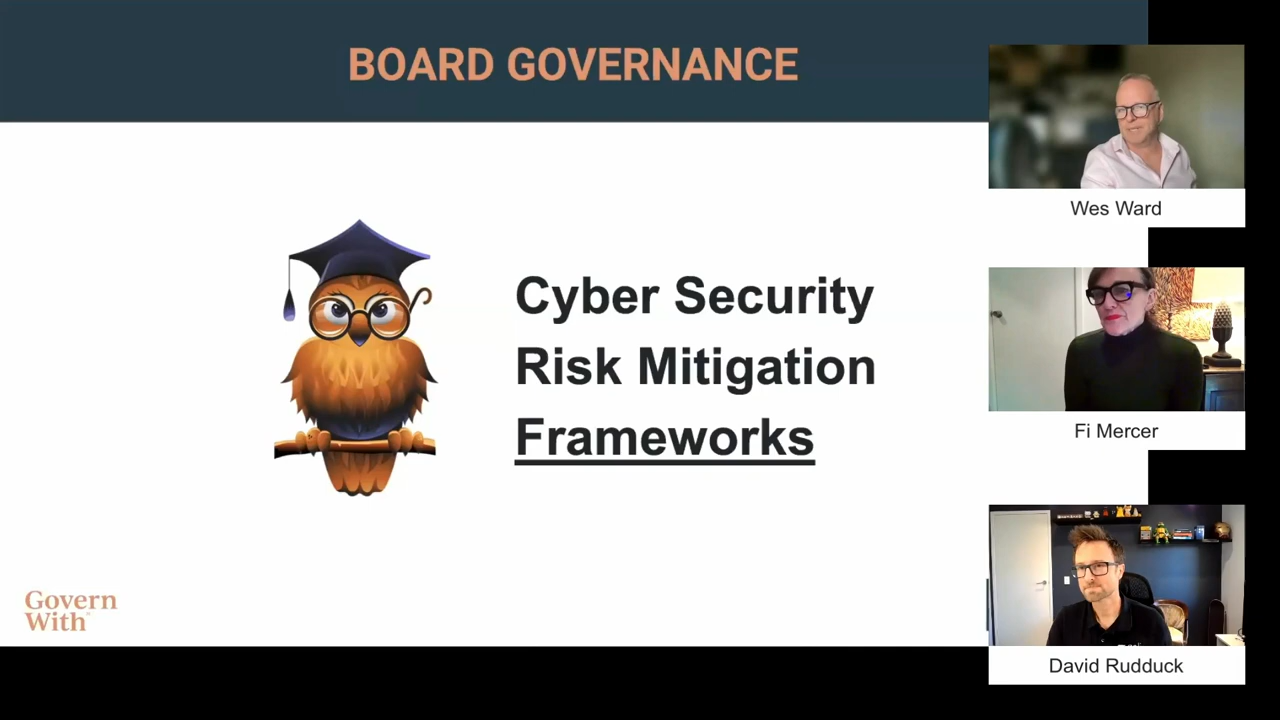 BOARD GOVERNANCE
Cyber Security
Risk Mitigation
Frameworks
Govern
With
Wes Ward
Fi Mercer
David Rudduck